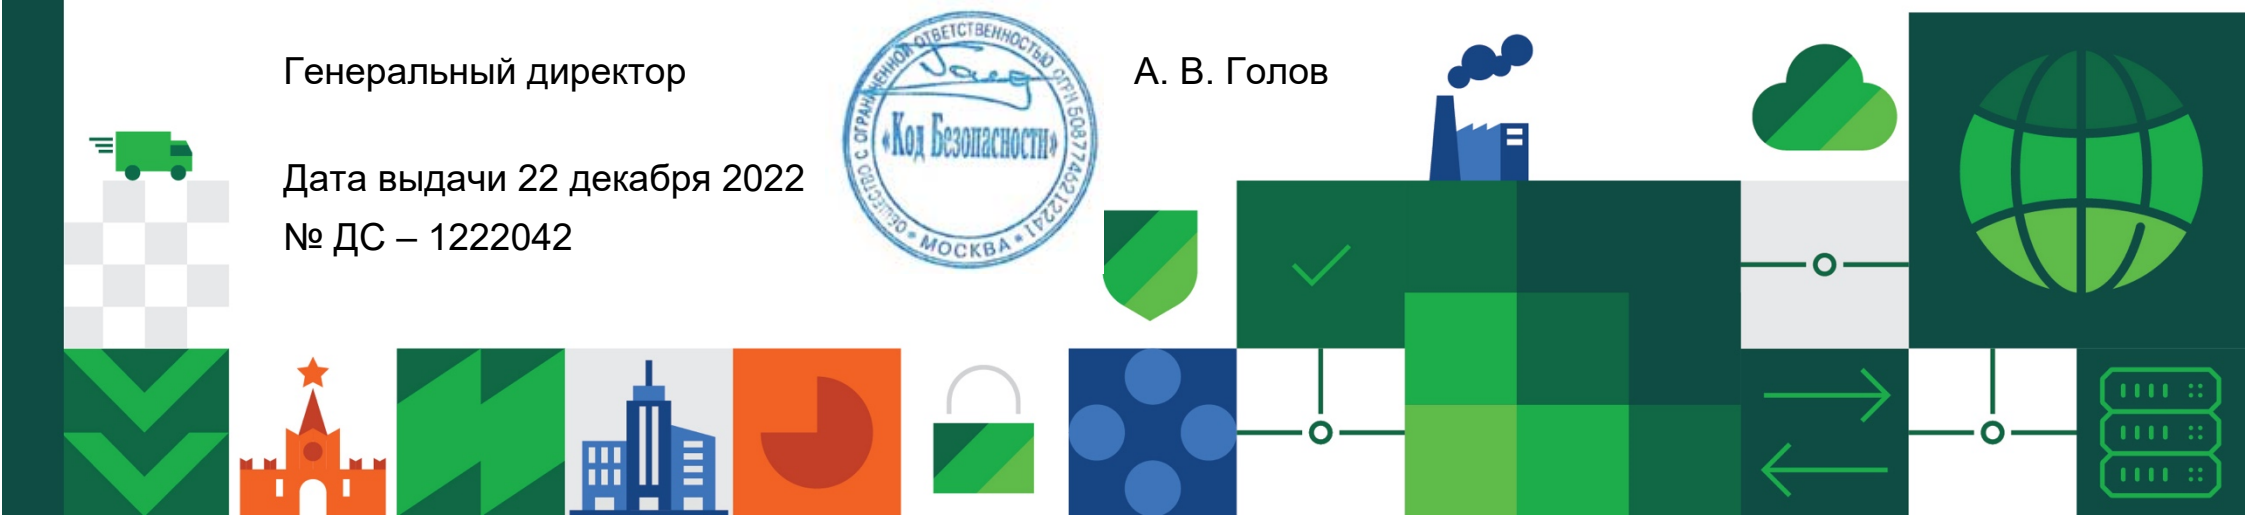 Генеральный директор
А. В. Голов
Дата выдачи 22 декабря 2022
№ ДС – 1222042
ОБЩЕСТВО С ОГРАНИЧЕННОЙ ОТВЕТСТВЕННОСТЬЮ ОГРН 5087746212241
«Код Безопасности»
* МОСКВА *